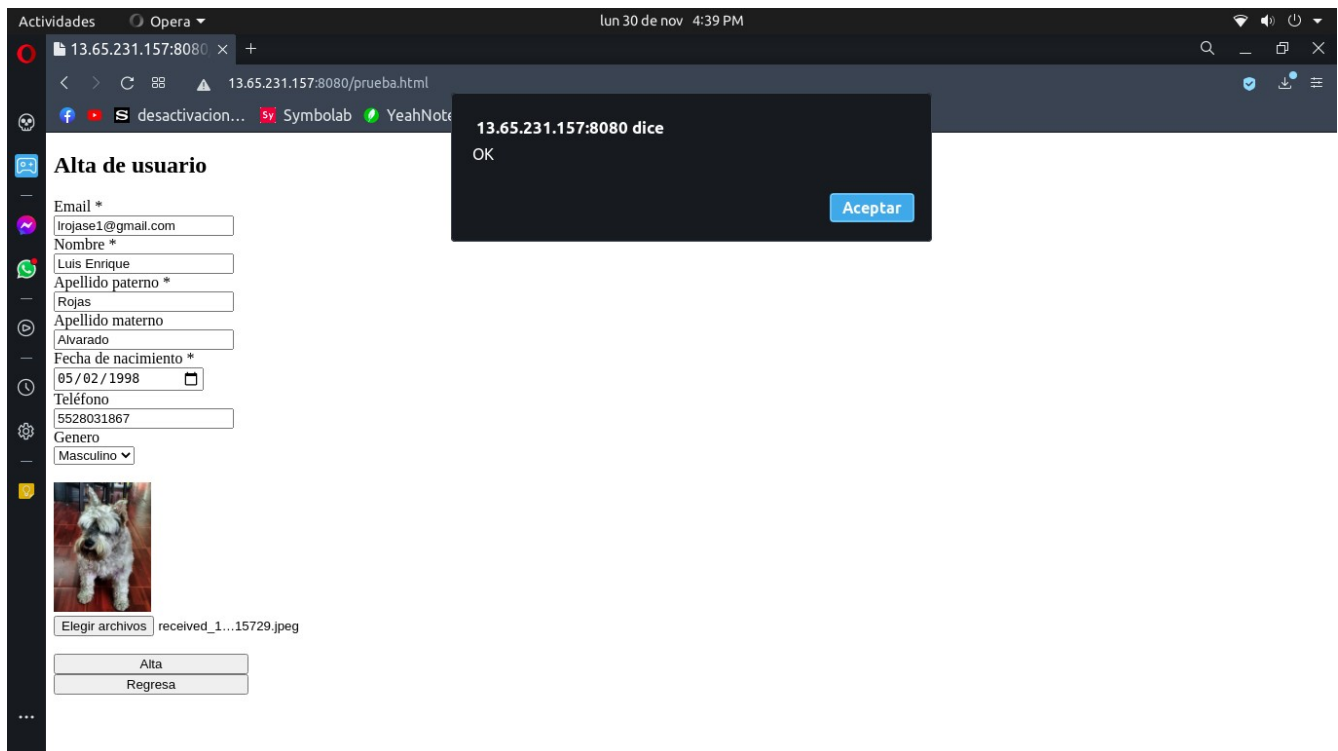 Actividades Opera lun 30 de nov 4:39 PM
13.65.231.157:8080
13.65.231.157:8080/prueba.html
desactivacion... Sy Symbolab YeahNote
13.65.231.157:8080 dice
OK
Aceptar
Alta de usuario
Email *
lrojase1@gmail.com
Nombre *
Luis Enrique
Apellido paterno *
Rojas
Apellido materno
Alvarado
Fecha de nacimiento *
05/02/1998
Teléfono
5528031867
Genero
Masculino
Elegir archivos received_1…15729.jpeg
Alta
Regresa